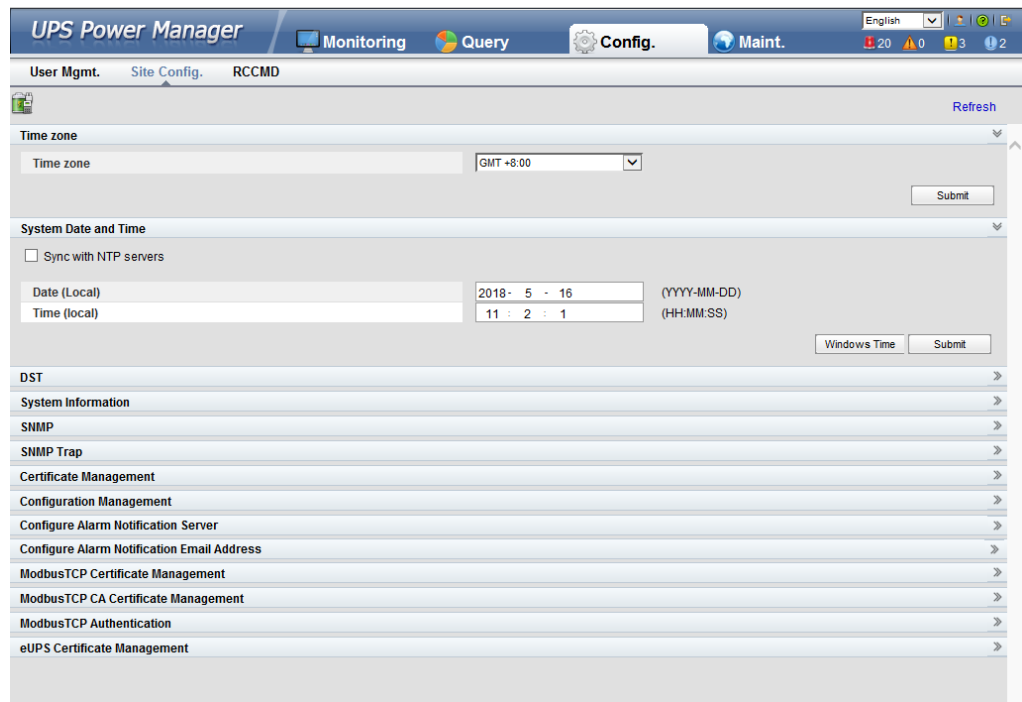 UPS Power Manager
Monitoring Query Config. Maint.
English
20 0 3 2
User Mgmt. Site Config. RCCMD
Refresh
Time zone
Time zone GMT +8:00
Submit
System Date and Time
Sync with NTP servers
Date (Local) 2018- 5 - 16 (YYYY-MM-DD)
Time (local) 11 : 2 : 1 (HH:MM:SS)
Windows Time Submit
DST
System Information
SNMP
SNMP Trap
Certificate Management
Configuration Management
Configure Alarm Notification Server
Configure Alarm Notification Email Address
ModbusTCP Certificate Management
ModbusTCP CA Certificate Management
ModbusTCP Authentication
eUPS Certificate Management